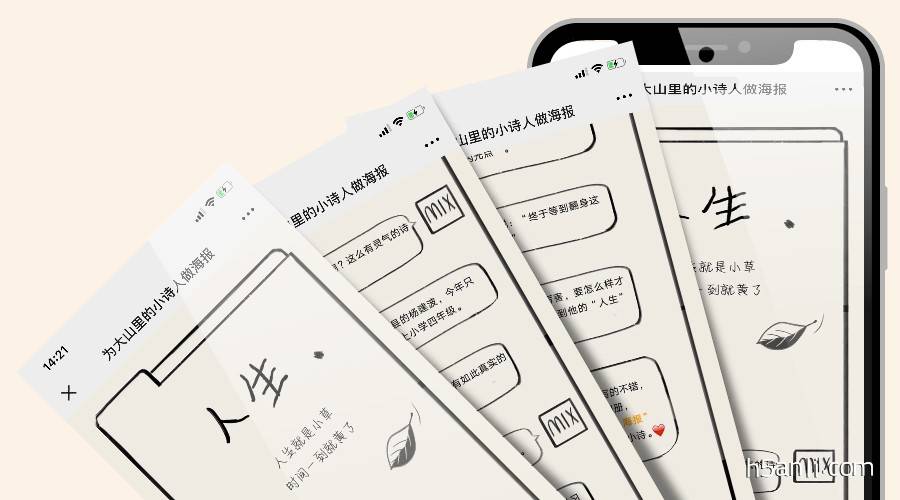 14:21
为大山里的小诗人做海报
人生
人生就是小草
时间一到就黄了
里的小诗人做海报
MIX
？这么有灵气的诗
县的杨建波，今年只
上小学四年级。
有如此真实的
MIX
山里的小诗人做海报
：“终于等到翻身这
要怎么样才
到他的“人生”
的不错，
册，
海报”
小诗。
大山里的小诗人做海报
人生
就是小草
一到就黄了
MIX
h5anli.com